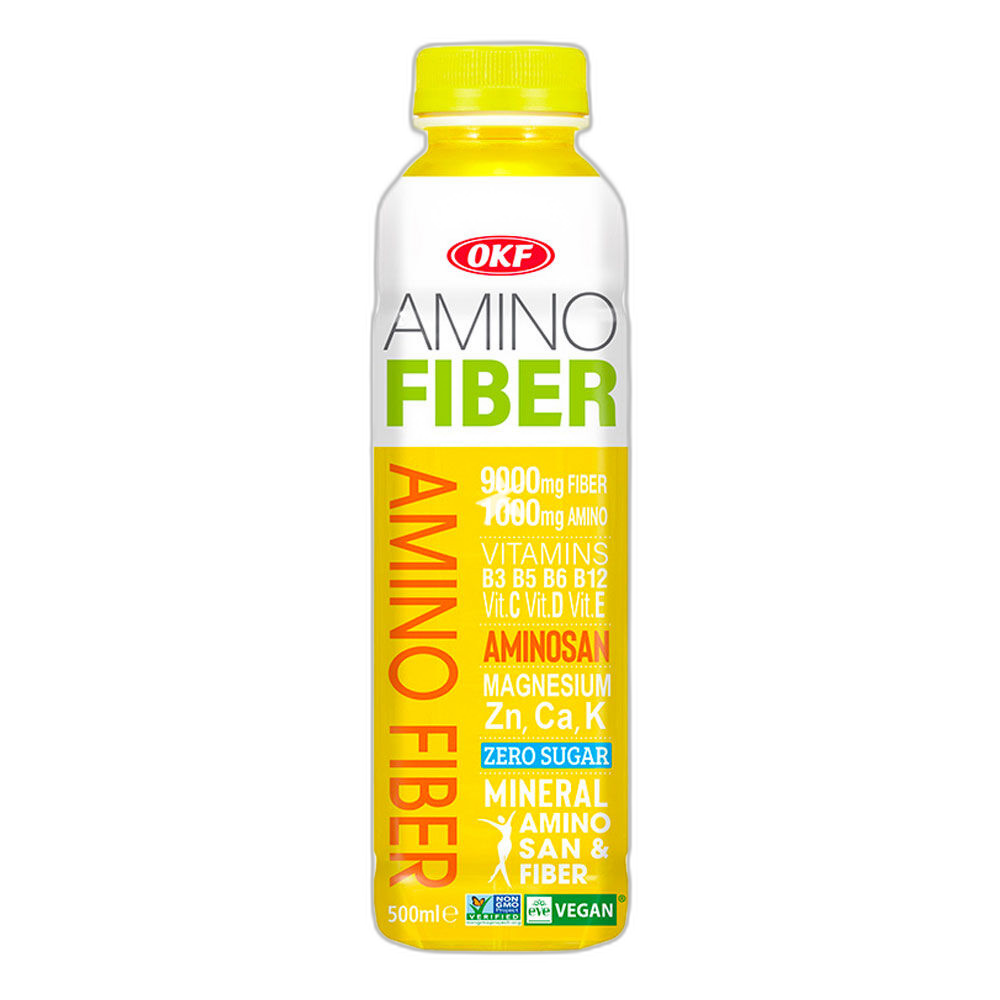 OKF
AMINO
FIBER
AMINO FIBER
9000mg FIBER
1000mg AMINO
VITAMINS
B3 B5 B6 B12
Vit.C Vit.D Vit.E
AMINOSAN
MAGNESIUM
Zn, Ca, K
ZERO SUGAR
MINERAL
AMINO
SAN &
FIBER
500ml e
NON
GMO
Project
VERIFIED
eve VEGAN®